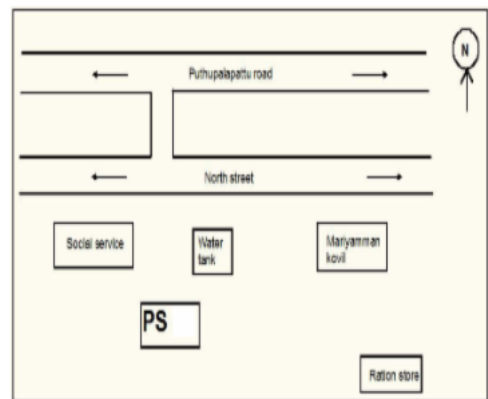 N
Puthupalapattu road
North street
Social service
Water
tank
Mariyamman
kovil
PS
Ration store